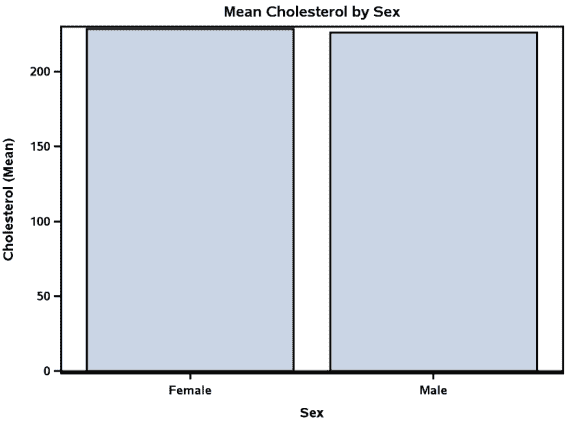 Mean Cholesterol by Sex
Cholesterol (Mean)
200
150
100
50
0
Female Male
Sex